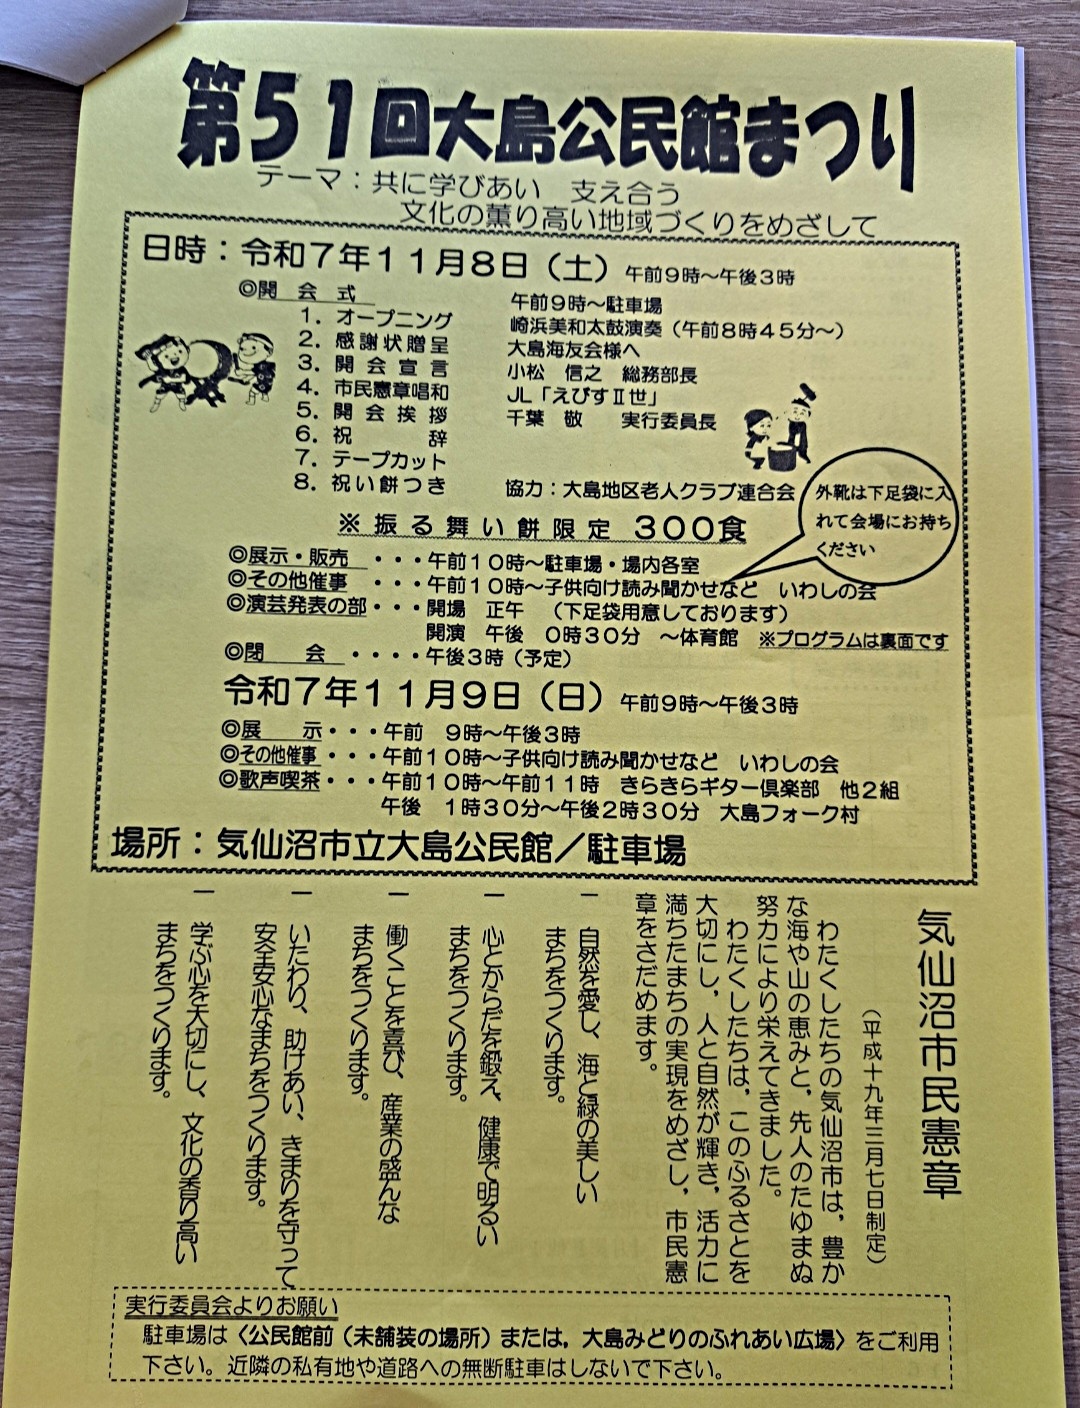 第51回大島公民館まつり
テーマ：共に学びあい　支え合う
文化の薫り高い地域づくりをめざして
日時：令和7年11月8日（土）午前9時～午後3時
◎開　会　式　　午前9時～駐車場
1．オープニング　　崎浜美和太鼓演奏（午前8時45分～）
2．感謝状贈呈　　大島海友会様へ
3．開会宣言　　小松　信之　総務部長
4．市民憲章唱和　　JL「えびすⅡ世」
5．開会挨拶　　千葉　敬　　実行委員長
6．祝　　　辞
7．テープカット
8．祝い餅つき　　協力：大島地区老人クラブ連合会
※振る舞い餅限定　300食
外靴は下足袋に入
れて会場にお持ち
ください
◎展示・販売　・・・午前10時～駐車場・場内各室
◎その他催事　・・・午前10時～子供向け読み聞かせなど　いわしの会
◎演芸発表の部・・・開場　正午　（下足袋用意しております）
開演　午後　0時30分　～体育館　※プログラムは裏面です
◎閉　　会　・・・・午後3時（予定）
令和7年11月9日（日）午前9時～午後3時
◎展　　示・・・午前　9時～午後3時
◎その他催事・・・午前10時～子供向け読み聞かせなど　いわしの会
◎歌声喫茶・・・午前10時～午前11時　きらきらギター倶楽部　他2組
午後　1時30分～午後2時30分　大島フォーク村
場所：気仙沼市立大島公民館／駐車場
気仙沼市民憲章
（平成十九年三月七日制定）
わたくしたちの気仙沼市は，豊か
な海や山の恵みと，先人のたゆまぬ
努力により栄えてきました。
わたくしたちは，このふるさとを
大切にし，人と自然が輝き，活力に
満ちたまちの実現をめざし，市民憲
章をさだめます。
一　自然を愛し、海と緑の美しい
まちをつくります。
一　心とからだを鍛え、健康で明るい
まちをつくります。
一　働くことを喜び、産業の盛んな
まちをつくります。
一　いたわり、助けあい、きまりを守って
安全安心なまちをつくります。
一　学ぶ心を大切にし、文化の香り高い
まちをつくります。
実行委員会よりお願い
駐車場は〈公民館前（未舗装の場所）または，大島みどりのふれあい広場〉をご利用
下さい。近隣の私有地や道路への無断駐車はしないで下さい。